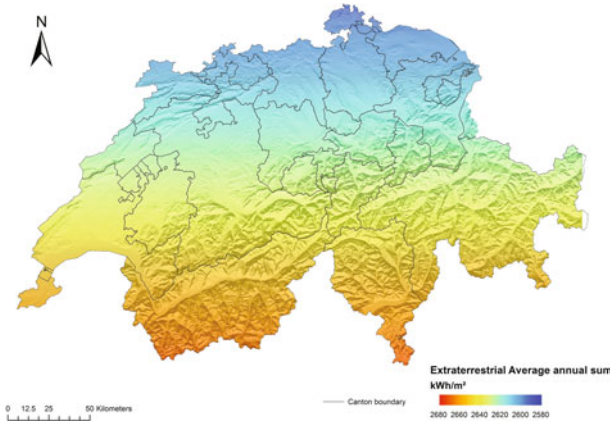 N
Extraterrestrial Average annual sum
kWh/m²
Canton boundary
2680 2660 2640 2620 2600 2580
0 12.5 25 50 Kilometers